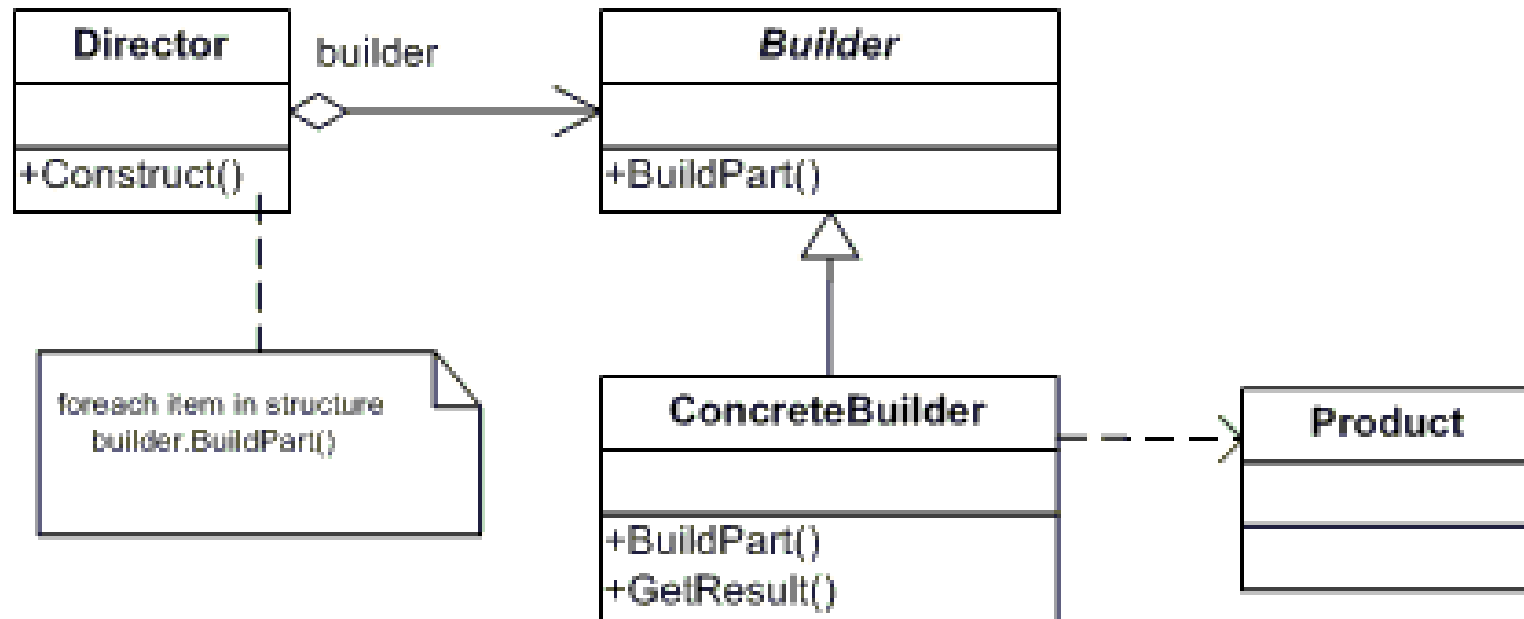 Director
builder
Builder
+Construct()
+BuildPart()
foreach item in structure
builder.BuildPart()
ConcreteBuilder
+BuildPart()
+GetResult()
Product